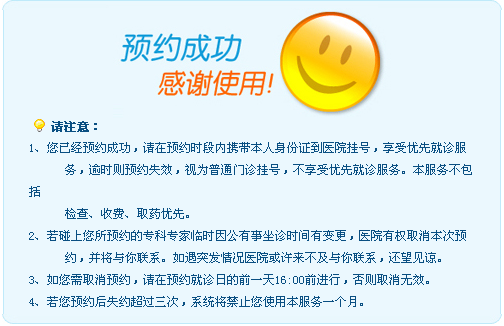 预约成功
感谢使用!
请注意：
1、您已经预约成功，请在预约时段内携带本人身份证到医院挂号，享受优先就诊服
务，逾时则预约失效，视为普通门诊挂号，不享受优先就诊服务。本服务不包
括
检查、收费、取药优先。
2、若碰上您所预约的专科专家临时因公有事坐诊时间有变更，医院有权取消本次预
约，并将与你联系。如遇突发情况医院或许来不及与你联系，还望见谅。
3、如您需取消预约，请在预约就诊日的前一天16:00前进行，否则取消无效。
4、若您预约后失约超过三次，系统将禁止您使用本服务一个月。